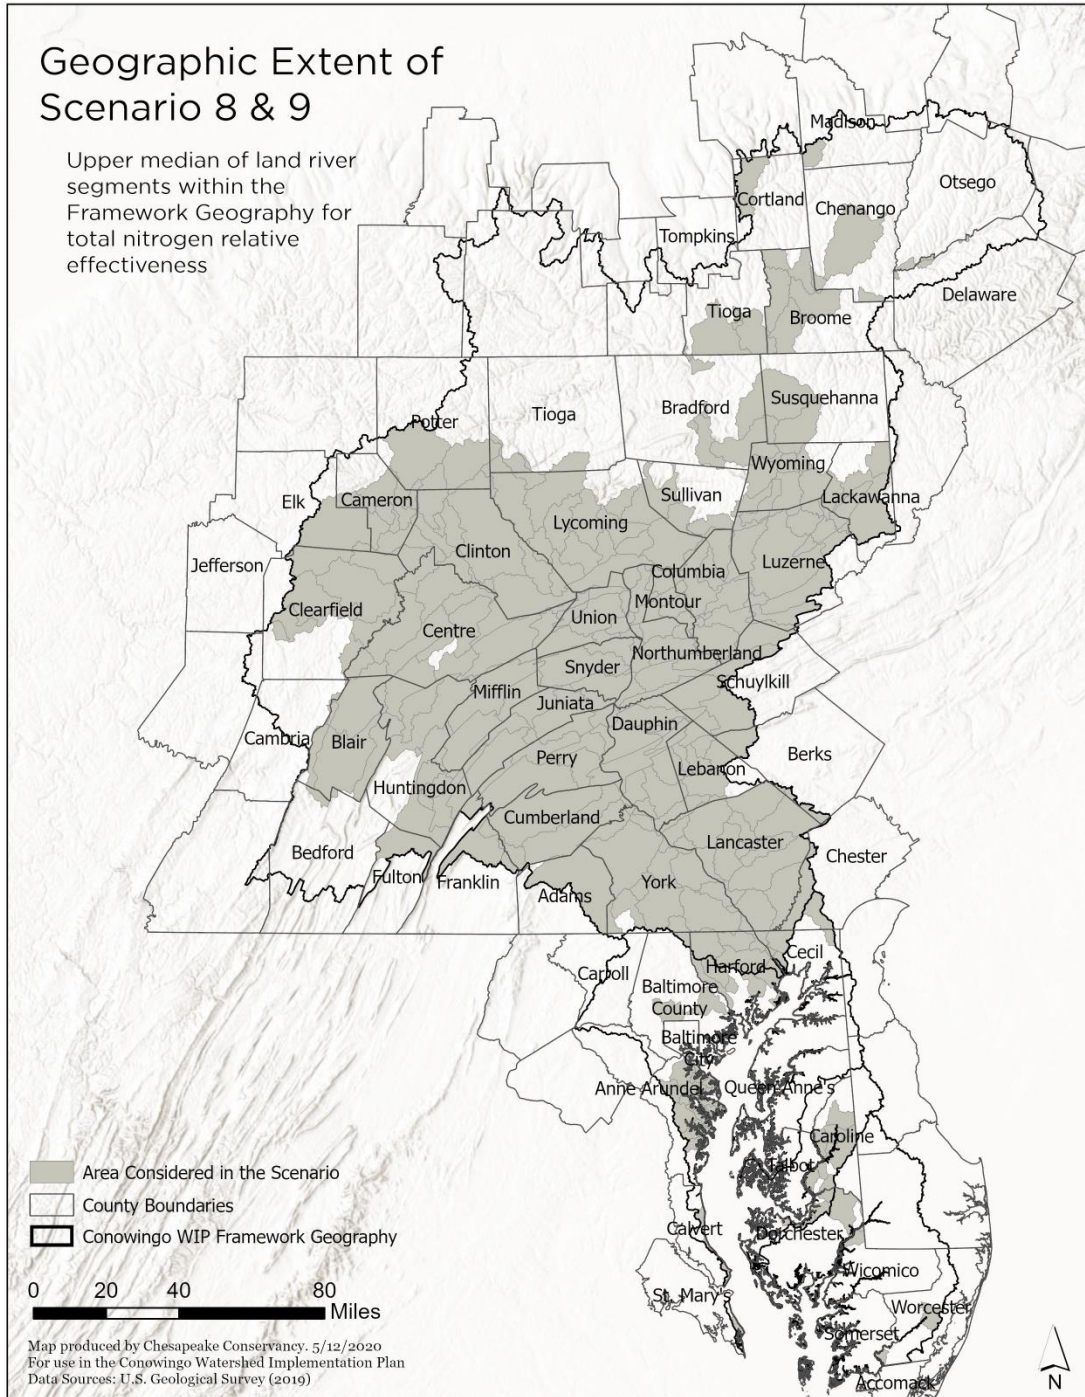 Geographic Extent of
Scenario 8 & 9
Upper median of land river
segments within the
Framework Geography for
total nitrogen relative
effectiveness
Madison
Otsego
Cortland
Chenango
Tompkins
Delaware
Tioga
Broome
Susquehanna
Bradford
Tioga
Potter
Wyoming
Sullivan
Lackawanna
Elk
Cameron
Lycoming
Clinton
Luzerne
Jefferson
Columbia
Montour
Clearfield
Union
Centre
Northumberland
Snyder
Schuylkill
Mifflin
Juniata
Dauphin
Cambria
Blair
Berks
Perry
Lebanon
Huntingdon
Cumberland
Lancaster
Bedford
Chester
Fulton
Franklin
York
Adams
Cecil
Harford
Carroll
Baltimore
County
Baltimore
City
Anne Arundel
Queen Anne's
Caroline
Talbot
Calvert
Dorchester
Wicomico
St. Mary's
Worcester
Somerset
Accomack
Area Considered in the Scenario
County Boundaries
Conowingo WIP Framework Geography
0 20 40 80
Miles
Map produced by Chesapeake Conservancy. 5/12/2020
For use in the Conowingo Watershed Implementation Plan
Data Sources: U.S. Geological Survey (2019)
N